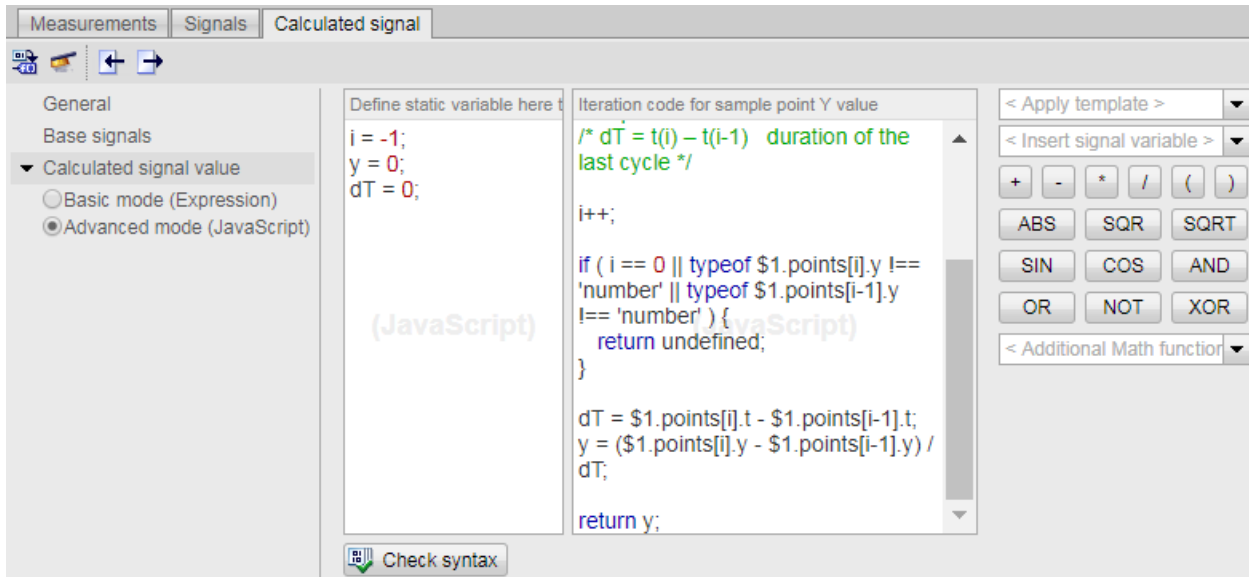 Measurements Signals Calculated signal
General
Base signals
Calculated signal value
Basic mode (Expression)
Advanced mode (JavaScript)
Define static variable here t
i = -1;
y = 0;
dT = 0;
(JavaScript)
Check syntax
Iteration code for sample point Y value
/* dT = t(i) – t(i-1) duration of the
last cycle */
i++;
if ( i == 0 || typeof $1.points[i].y !==
'number' || typeof $1.points[i-1].y
!== 'number' ) {
return undefined;
}
(JavaScript)
dT = $1.points[i].t - $1.points[i-1].t;
y = ($1.points[i].y - $1.points[i-1].y) /
dT;
return y;
< Apply template >
< Insert signal variable >
+ - * / ( )
ABS SQR SQRT
SIN COS AND
OR NOT XOR
< Additional Math function